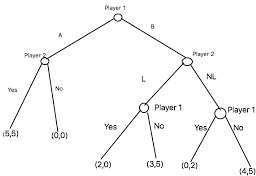 Player 1
A B
Player 2 Player 2
Yes No L NL
Player 1 Player 1
Yes No Yes No
(5,5) (0,0) (2,0) (3,5) (0,2) (4,5)